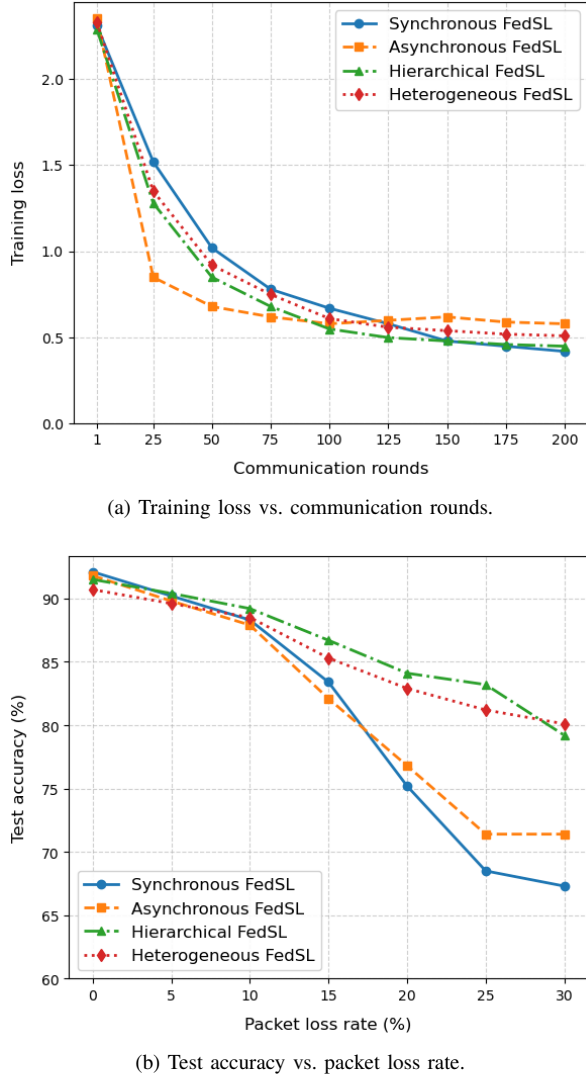 2.0
1.5
1.0
0.5
0.0
Training loss
Synchronous FedSL
Asynchronous FedSL
Hierarchical FedSL
Heterogeneous FedSL
1 25 50 75 100 125 150 175 200
Communication rounds
(a) Training loss vs. communication rounds.
90
85
80
75
70
65
60
Test accuracy (%)
Synchronous FedSL
Asynchronous FedSL
Hierarchical FedSL
Heterogeneous FedSL
0 5 10 15 20 25 30
Packet loss rate (%)
(b) Test accuracy vs. packet loss rate.